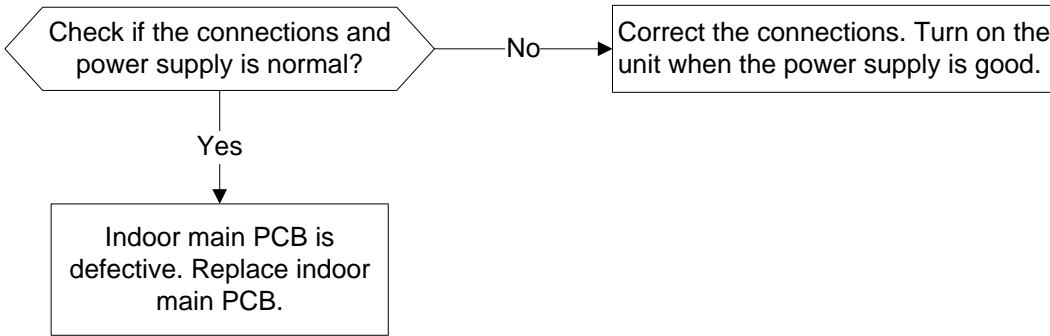 Check if the connections and
power supply is normal?
No
Correct the connections. Turn on the
unit when the power supply is good.
Yes
Indoor main PCB is
defective. Replace indoor
main PCB.